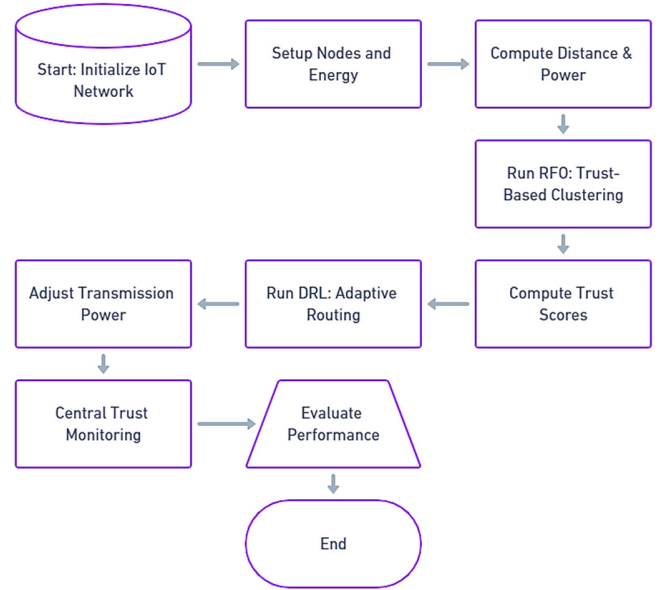 Start: Initialize IoT
Network
Setup Nodes and
Energy
Compute Distance &
Power
Run RFO: Trust-
Based Clustering
Compute Trust
Scores
Run DRL: Adaptive
Routing
Adjust Transmission
Power
Central Trust
Monitoring
Evaluate
Performance
End